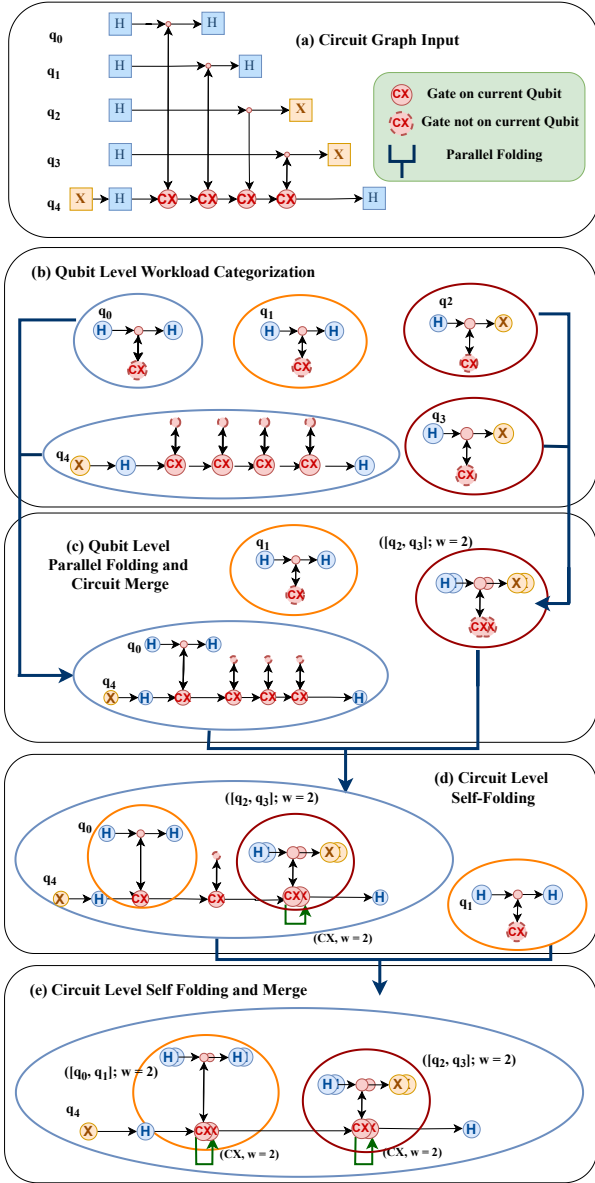 (a) Circuit Graph Input
q0 H H
q1 H H
q2 H X
q3 H X
q4 X H CX CX CX CX H
CX Gate on current Qubit
CX Gate not on current Qubit
Parallel Folding
(b) Qubit Level Workload Categorization
q0
H H
CX
q1
H H
CX
q2
H X
CX
q3
H X
CX
q4
X H CX CX CX CX H
(c) Qubit Level
Parallel Folding and
Circuit Merge
q1
H H
CX
([q2, q3]; w = 2)
H X
CXX
q0 H H
q4
X H CX CX CX CX H
(d) Circuit Level
Self-Folding
([q2, q3]; w = 2)
q0 H H
H X
q4
X H CX CX CXX H
(CX, w = 2)
q1 H H
CX
(e) Circuit Level Self Folding and Merge
([q0, q1]; w = 2)
H H
([q2, q3]; w = 2)
H X
q4
X H CXX CXX H
(CX, w = 2)
(CX, w = 2)